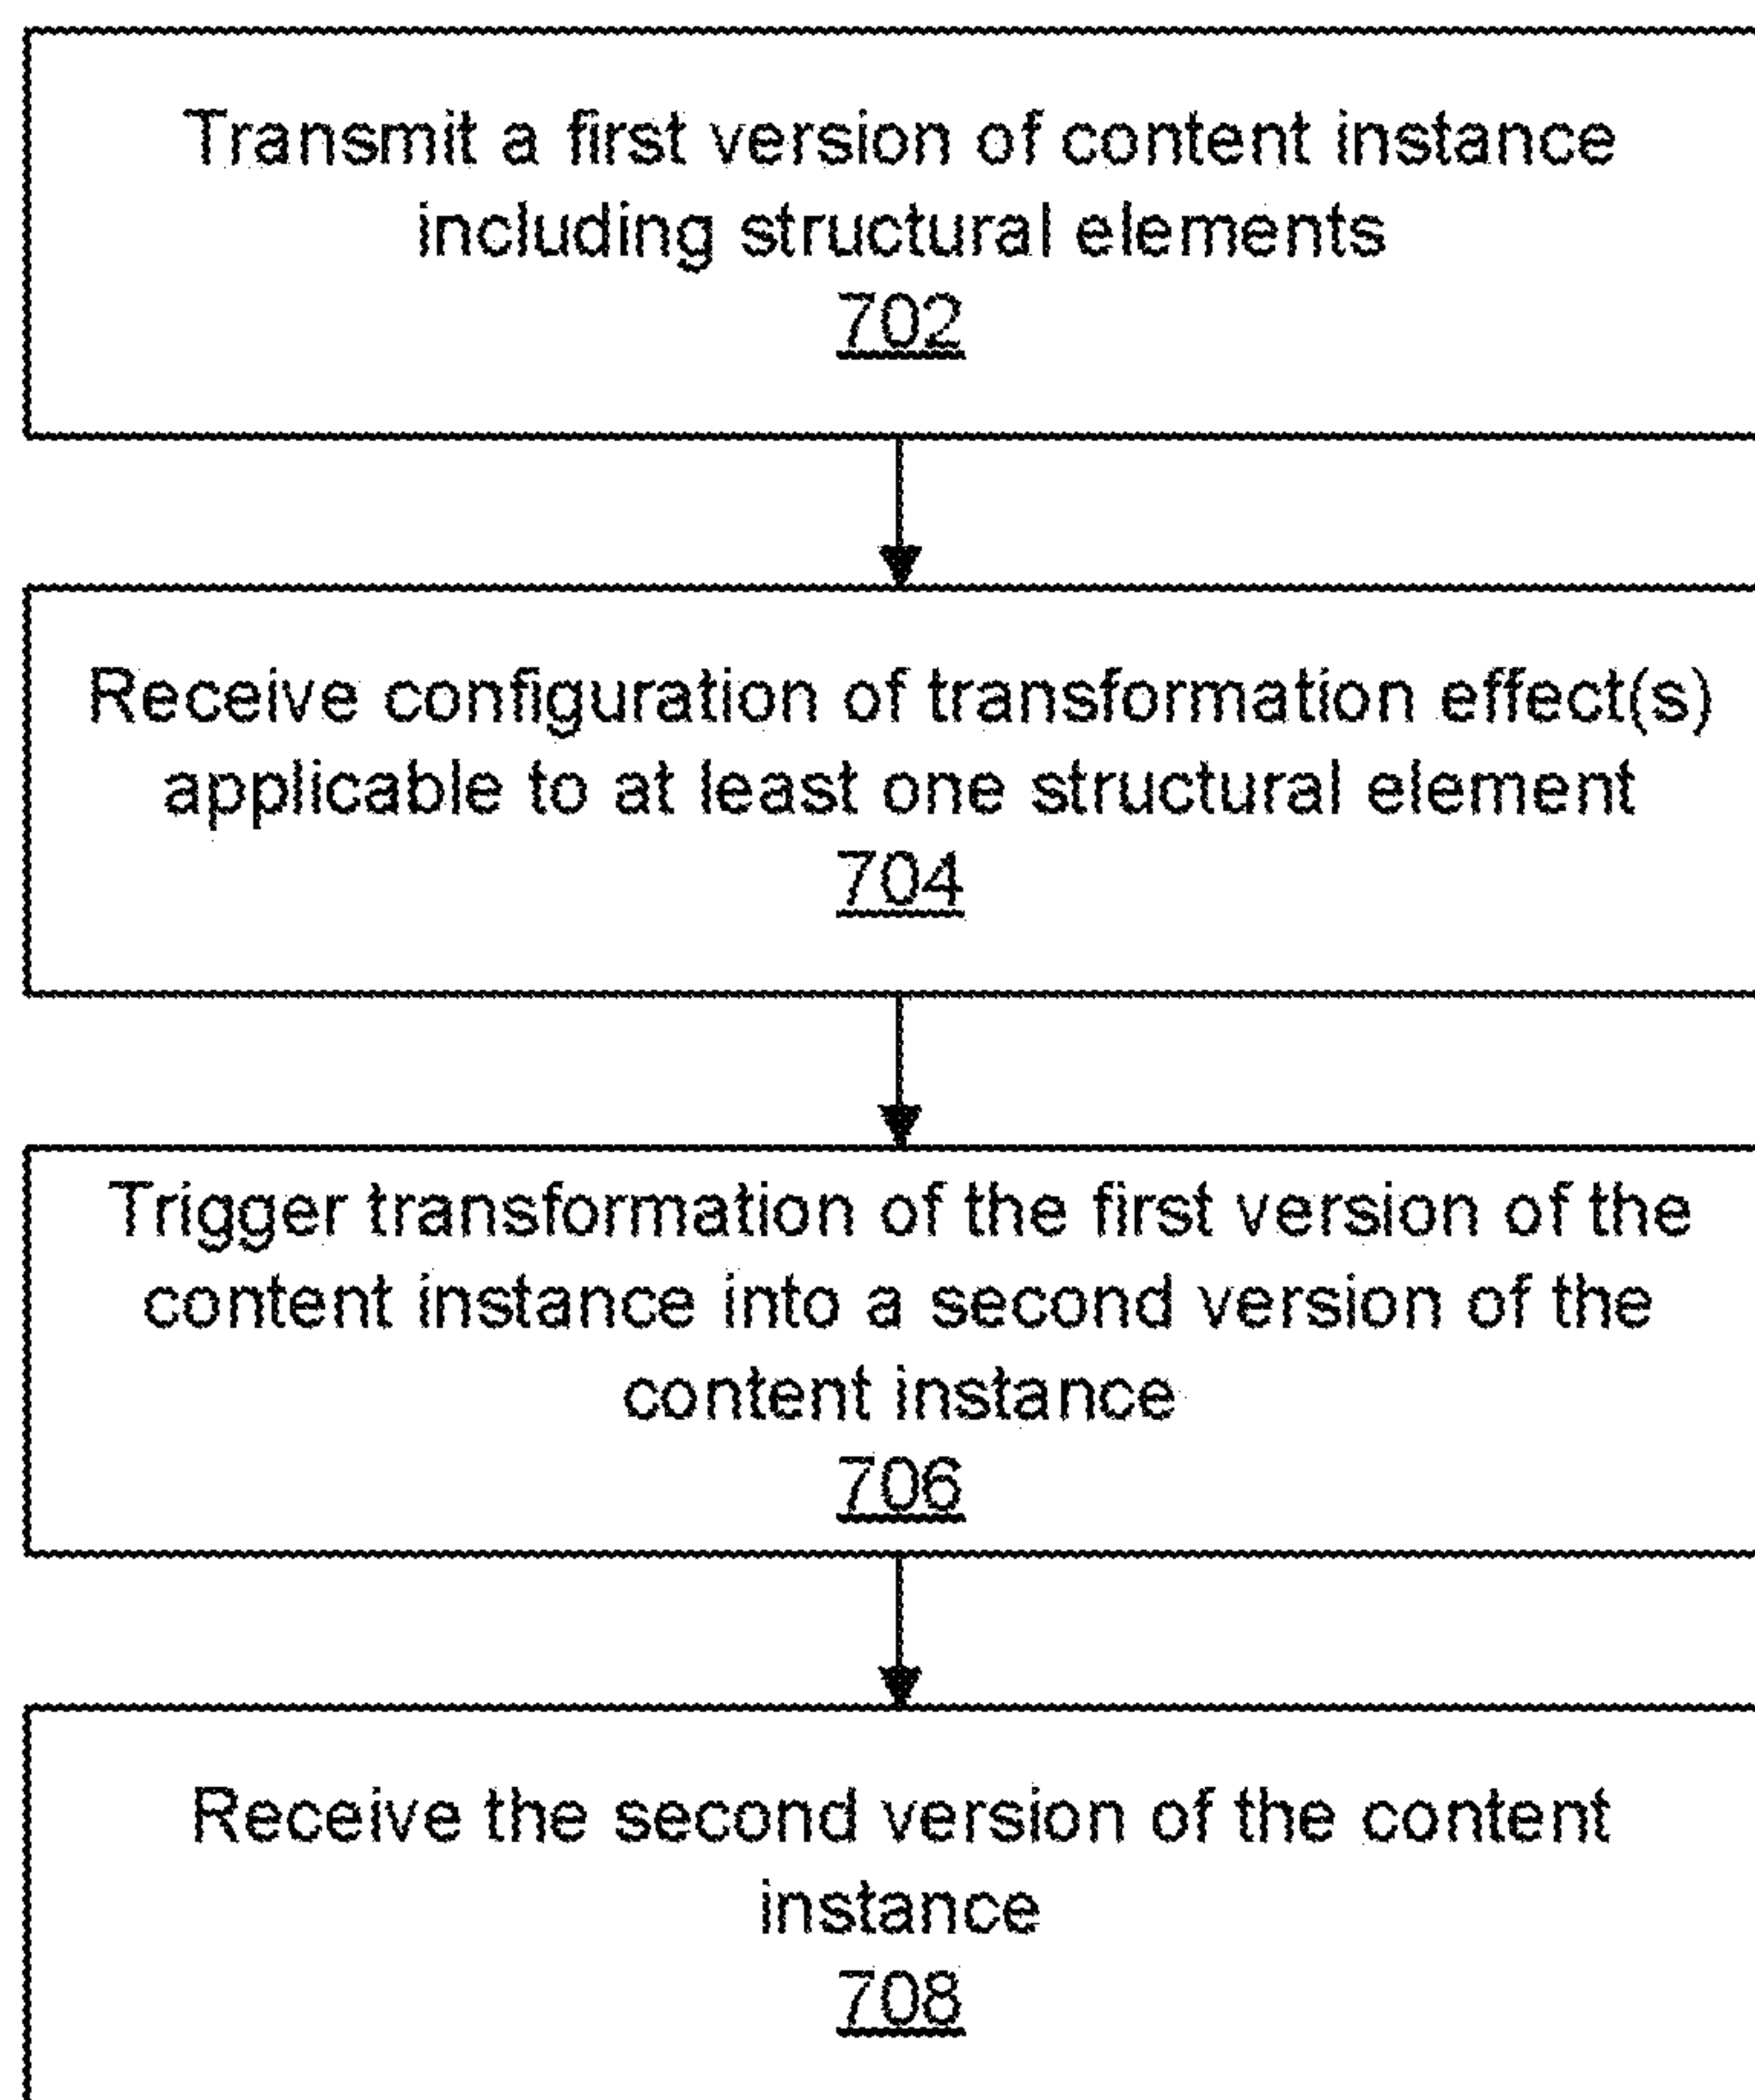 Transmit a first version of content instance
including structural elements
702
Receive configuration of transformation effect(s)
applicable to at least one structural element
704
Trigger transformation of the first version of the
content instance into a second version of the
content instance
706
Receive the second version of the content
instance
708